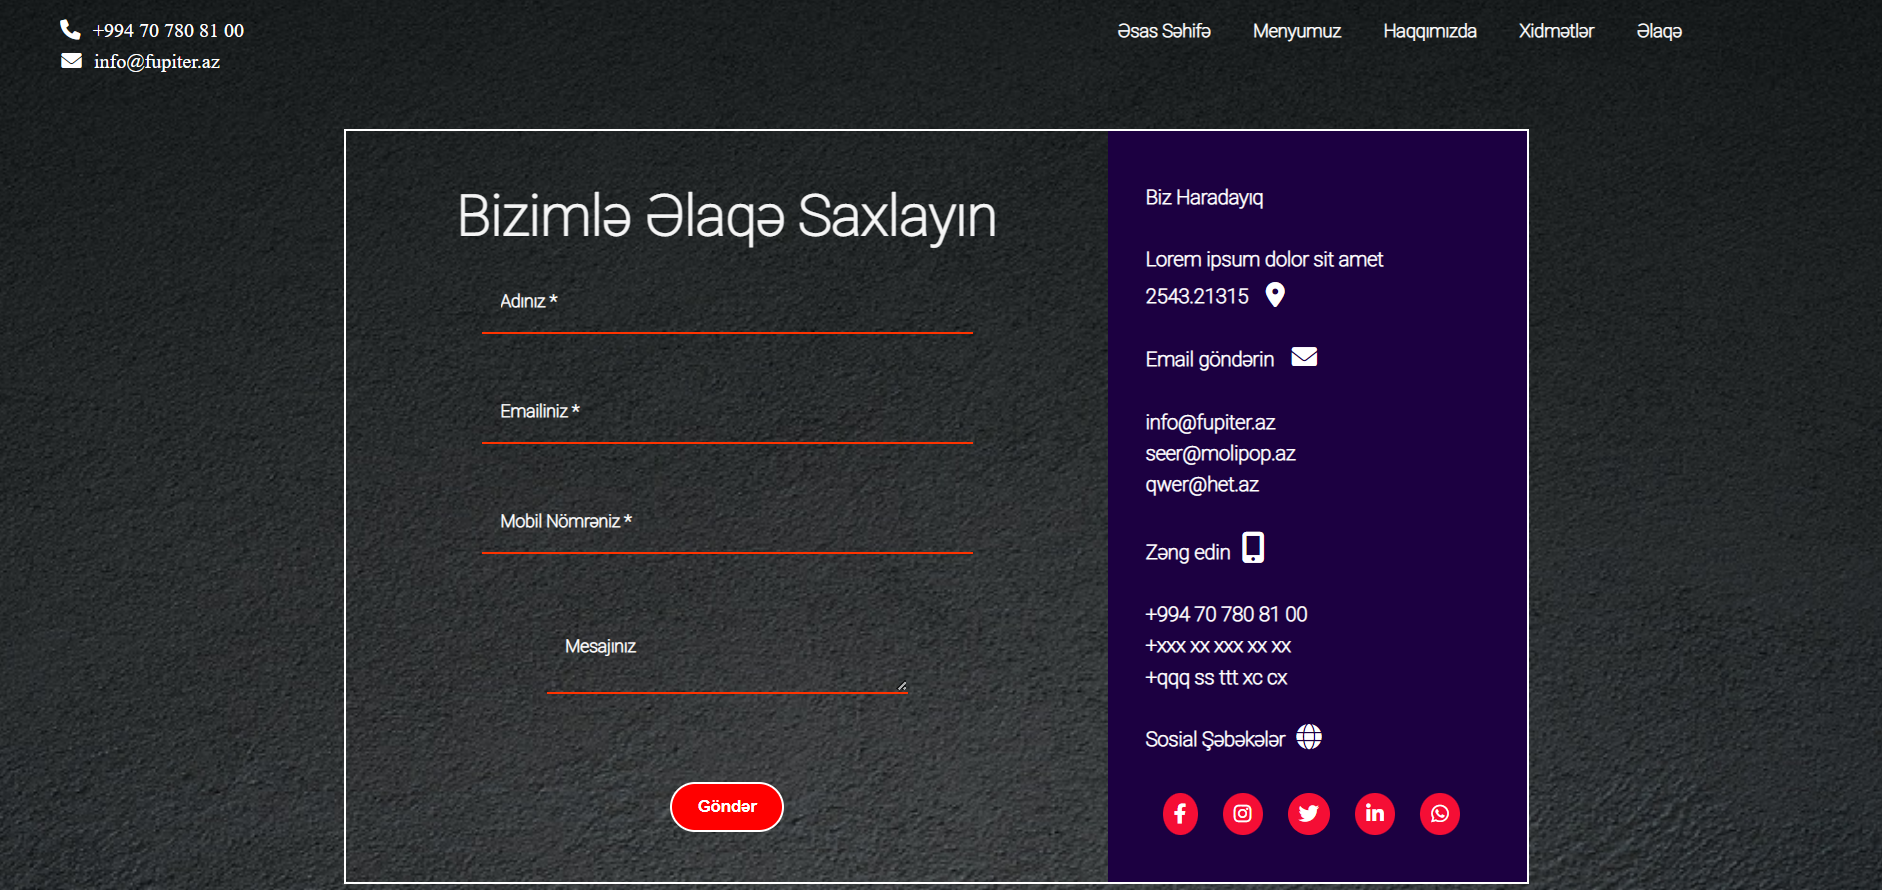 +994 70 780 81 00
info@fupiter.az
Əsas Səhifə Menyumuz Haqqımızda Xidmətlər Əlaqə
Bizimlə Əlaqə Saxlayın
Adınız *
Emailiniz *
Mobil Nömrəniz *
Mesajınız
Göndər
Biz Haradayıq
Lorem ipsum dolor sit amet
2543.21315
Email göndərin
info@fupiter.az
seer@molipop.az
qwer@het.az
Zəng edin
+994 70 780 81 00
+xxx xx xxx xx xx
+qqq ss ttt xc cx
Sosial Şəbəkələr